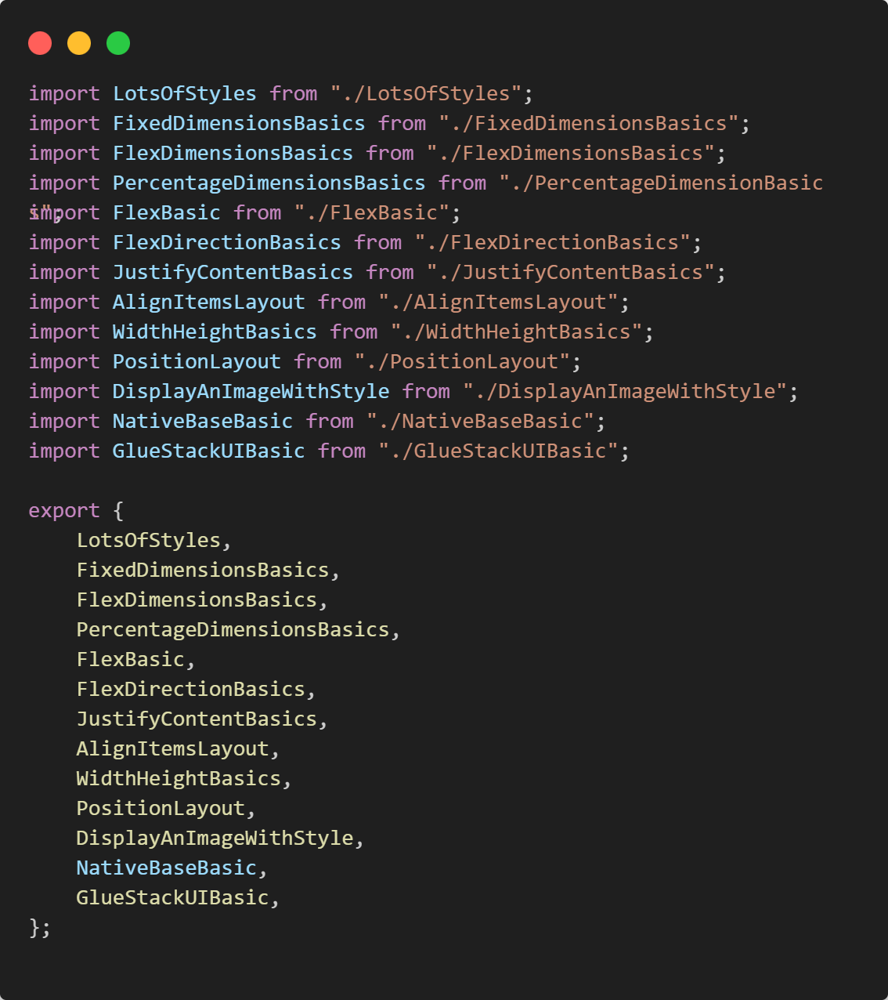 import LotsOfStyles from "./LotsOfStyles";
import FixedDimensionsBasics from "./FixedDimensionsBasics";
import FlexDimensionsBasics from "./FlexDimensionsBasics";
import PercentageDimensionsBasics from "./PercentageDimensionBasic
s";
import FlexBasic from "./FlexBasic";
import FlexDirectionBasics from "./FlexDirectionBasics";
import JustifyContentBasics from "./JustifyContentBasics";
import AlignItemsLayout from "./AlignItemsLayout";
import WidthHeightBasics from "./WidthHeightBasics";
import PositionLayout from "./PositionLayout";
import DisplayAnImageWithStyle from "./DisplayAnImageWithStyle";
import NativeBaseBasic from "./NativeBaseBasic";
import GlueStackUIBasic from "./GlueStackUIBasic";

export {
    LotsOfStyles,
    FixedDimensionsBasics,
    FlexDimensionsBasics,
    PercentageDimensionsBasics,
    FlexBasic,
    FlexDirectionBasics,
    JustifyContentBasics,
    AlignItemsLayout,
    WidthHeightBasics,
    PositionLayout,
    DisplayAnImageWithStyle,
    NativeBaseBasic,
    GlueStackUIBasic,
};